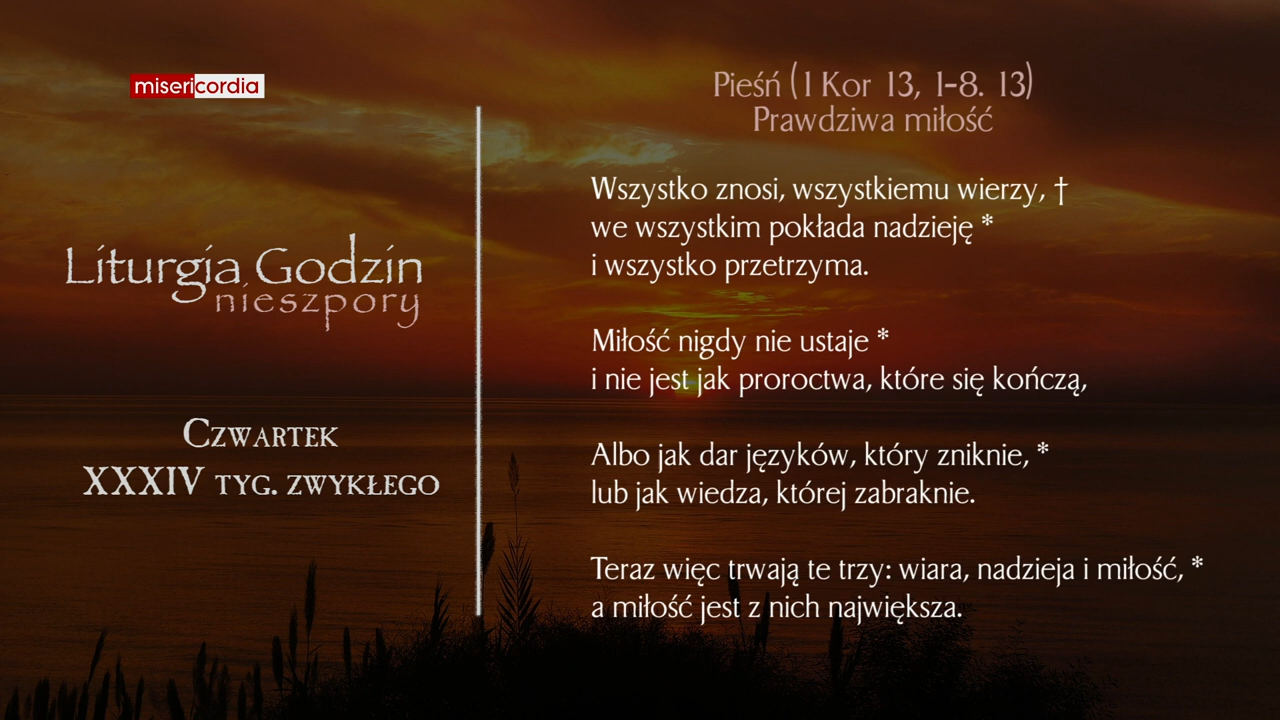 misericordia
Liturgia Godzin
nieszpory
Czwartek
XXXIV tyg. zwykłego
Pieśń (1 Kor 13, 1-8. 13)
Prawdziwa miłość
Wszystko znosi, wszystkiemu wierzy, †
we wszystkim pokłada nadzieję *
i wszystko przetrzyma.
Miłość nigdy nie ustaje *
i nie jest jak proroctwa, które się kończą,
Albo jak dar języków, który zniknie, *
lub jak wiedza, której zabraknie.
Teraz więc trwają te trzy: wiara, nadzieja i miłość, *
a miłość jest z nich największa.